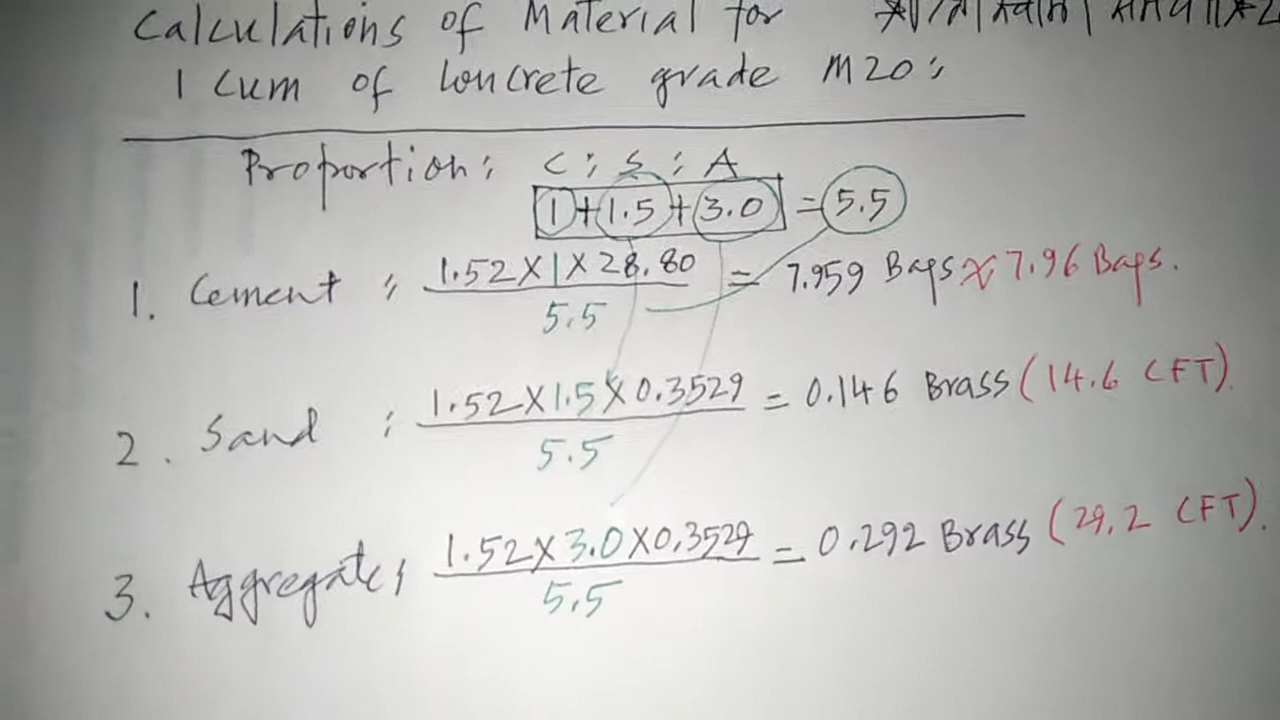 Calculations of Material for
1 Cum of Concrete grade M20:
Proportion: C : S : A
1 + 1.5 + 3.0 = 5.5
1. Cement : 1.52 X 1 X 28.80 / 5.5 = 7.959 Bags ≈ 7.96 Bags.
2. Sand : 1.52 X 1.5 X 0.3529 / 5.5 = 0.146 Brass (14.6 CFT).
3. Aggregate : 1.52 X 3.0 X 0.3529 / 5.5 = 0.292 Brass (29.2 CFT).